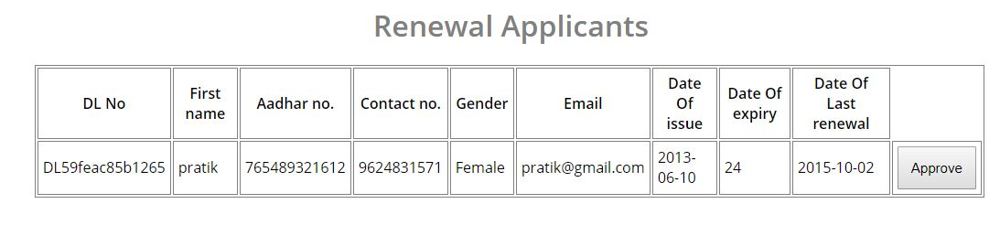 Renewal Applicants
DL No First name Aadhar no. Contact no. Gender Email Date Of issue Date Of expiry Date Of Last renewal
DL59feac85b1265 pratik 765489321612 9624831571 Female pratik@gmail.com 2013-06-10 24 2015-10-02 Approve